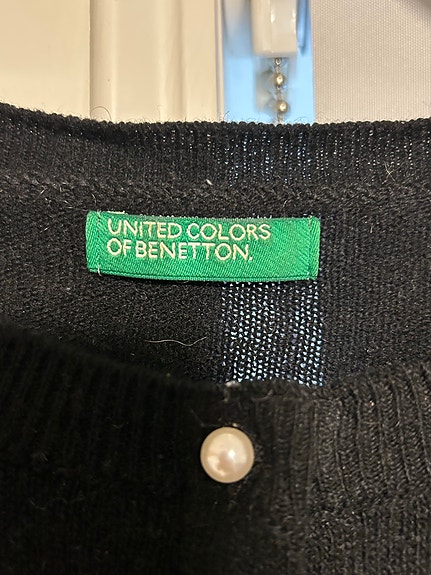 UNITED COLORS
OF BENETTON.